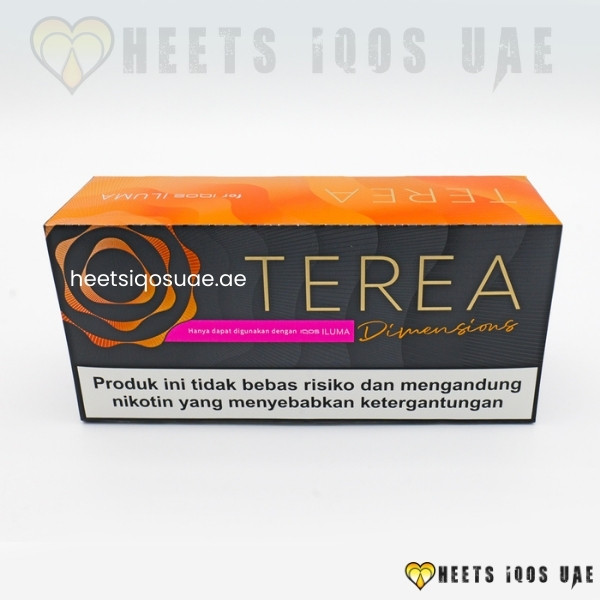 HEETS iQOS UAE
for IQOS ILUMA
TEREA
heetsiqosuae.ae
TEREA
Hanya dapat digunakan dengan IQOS ILUMA
Dimensions
Produk ini tidak bebas risiko dan mengandung
nikotin yang menyebabkan ketergantungan
HEETS iQOS UAE